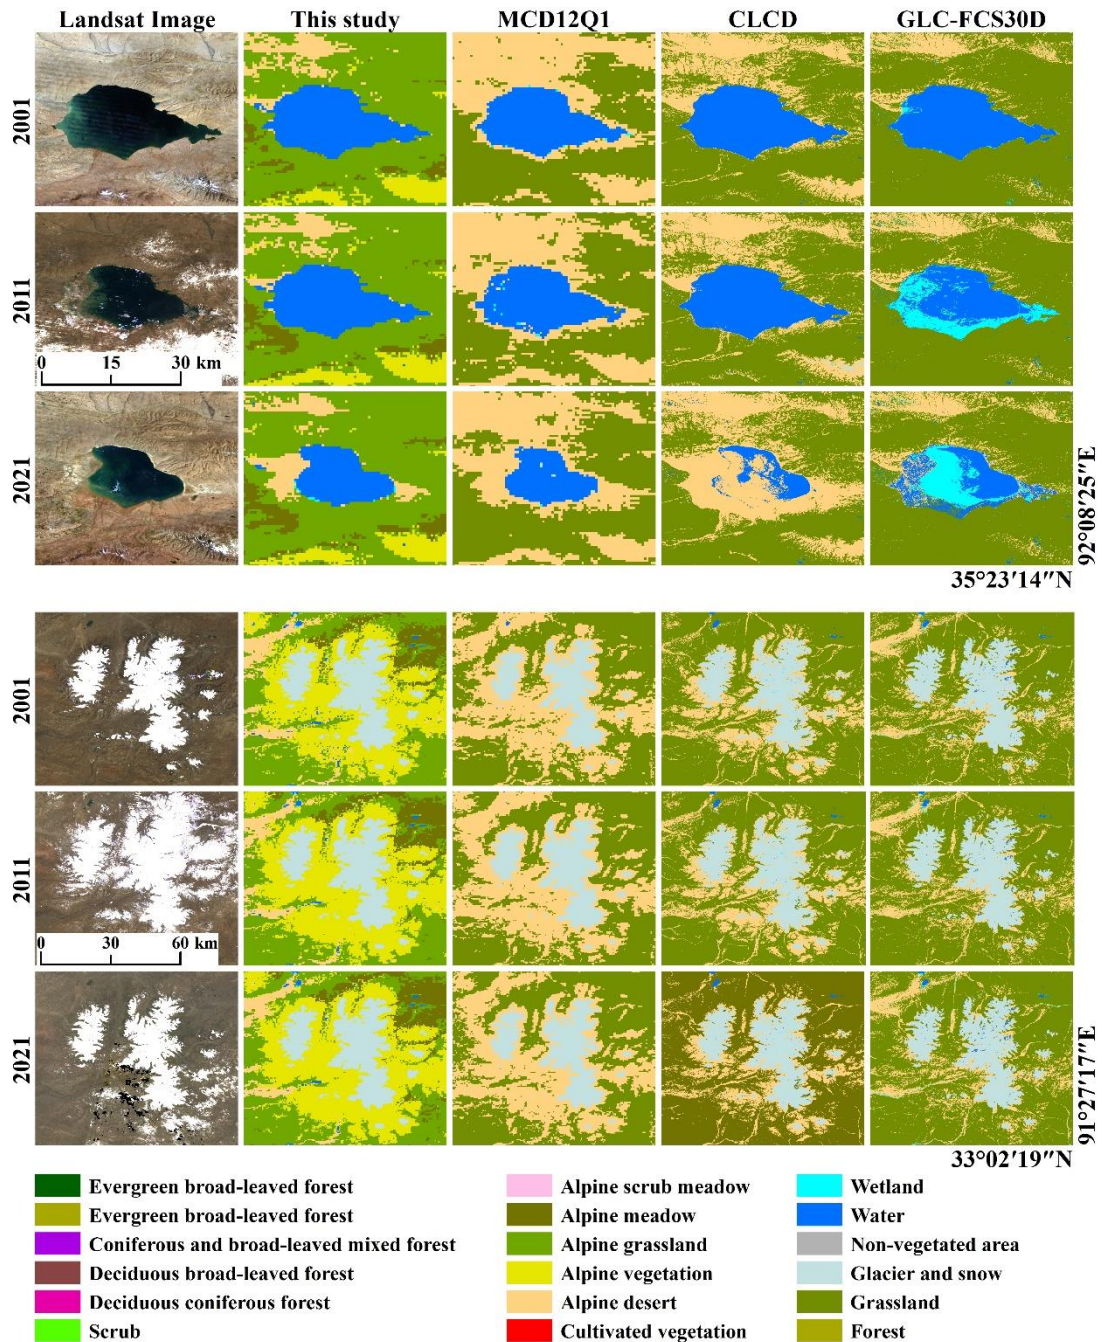 Landsat Image This study MCD12Q1 CLCD GLC-FCS30D
2001
2011
0 15 30 km
2021
92°08′25″E
35°23′14″N
2001
2011
0 30 60 km
2021
91°27′17″E
33°02′19″N
Evergreen broad-leaved forest
Evergreen broad-leaved forest
Coniferous and broad-leaved mixed forest
Deciduous broad-leaved forest
Deciduous coniferous forest
Scrub
Alpine scrub meadow
Alpine meadow
Alpine grassland
Alpine vegetation
Alpine desert
Cultivated vegetation
Wetland
Water
Non-vegetated area
Glacier and snow
Grassland
Forest